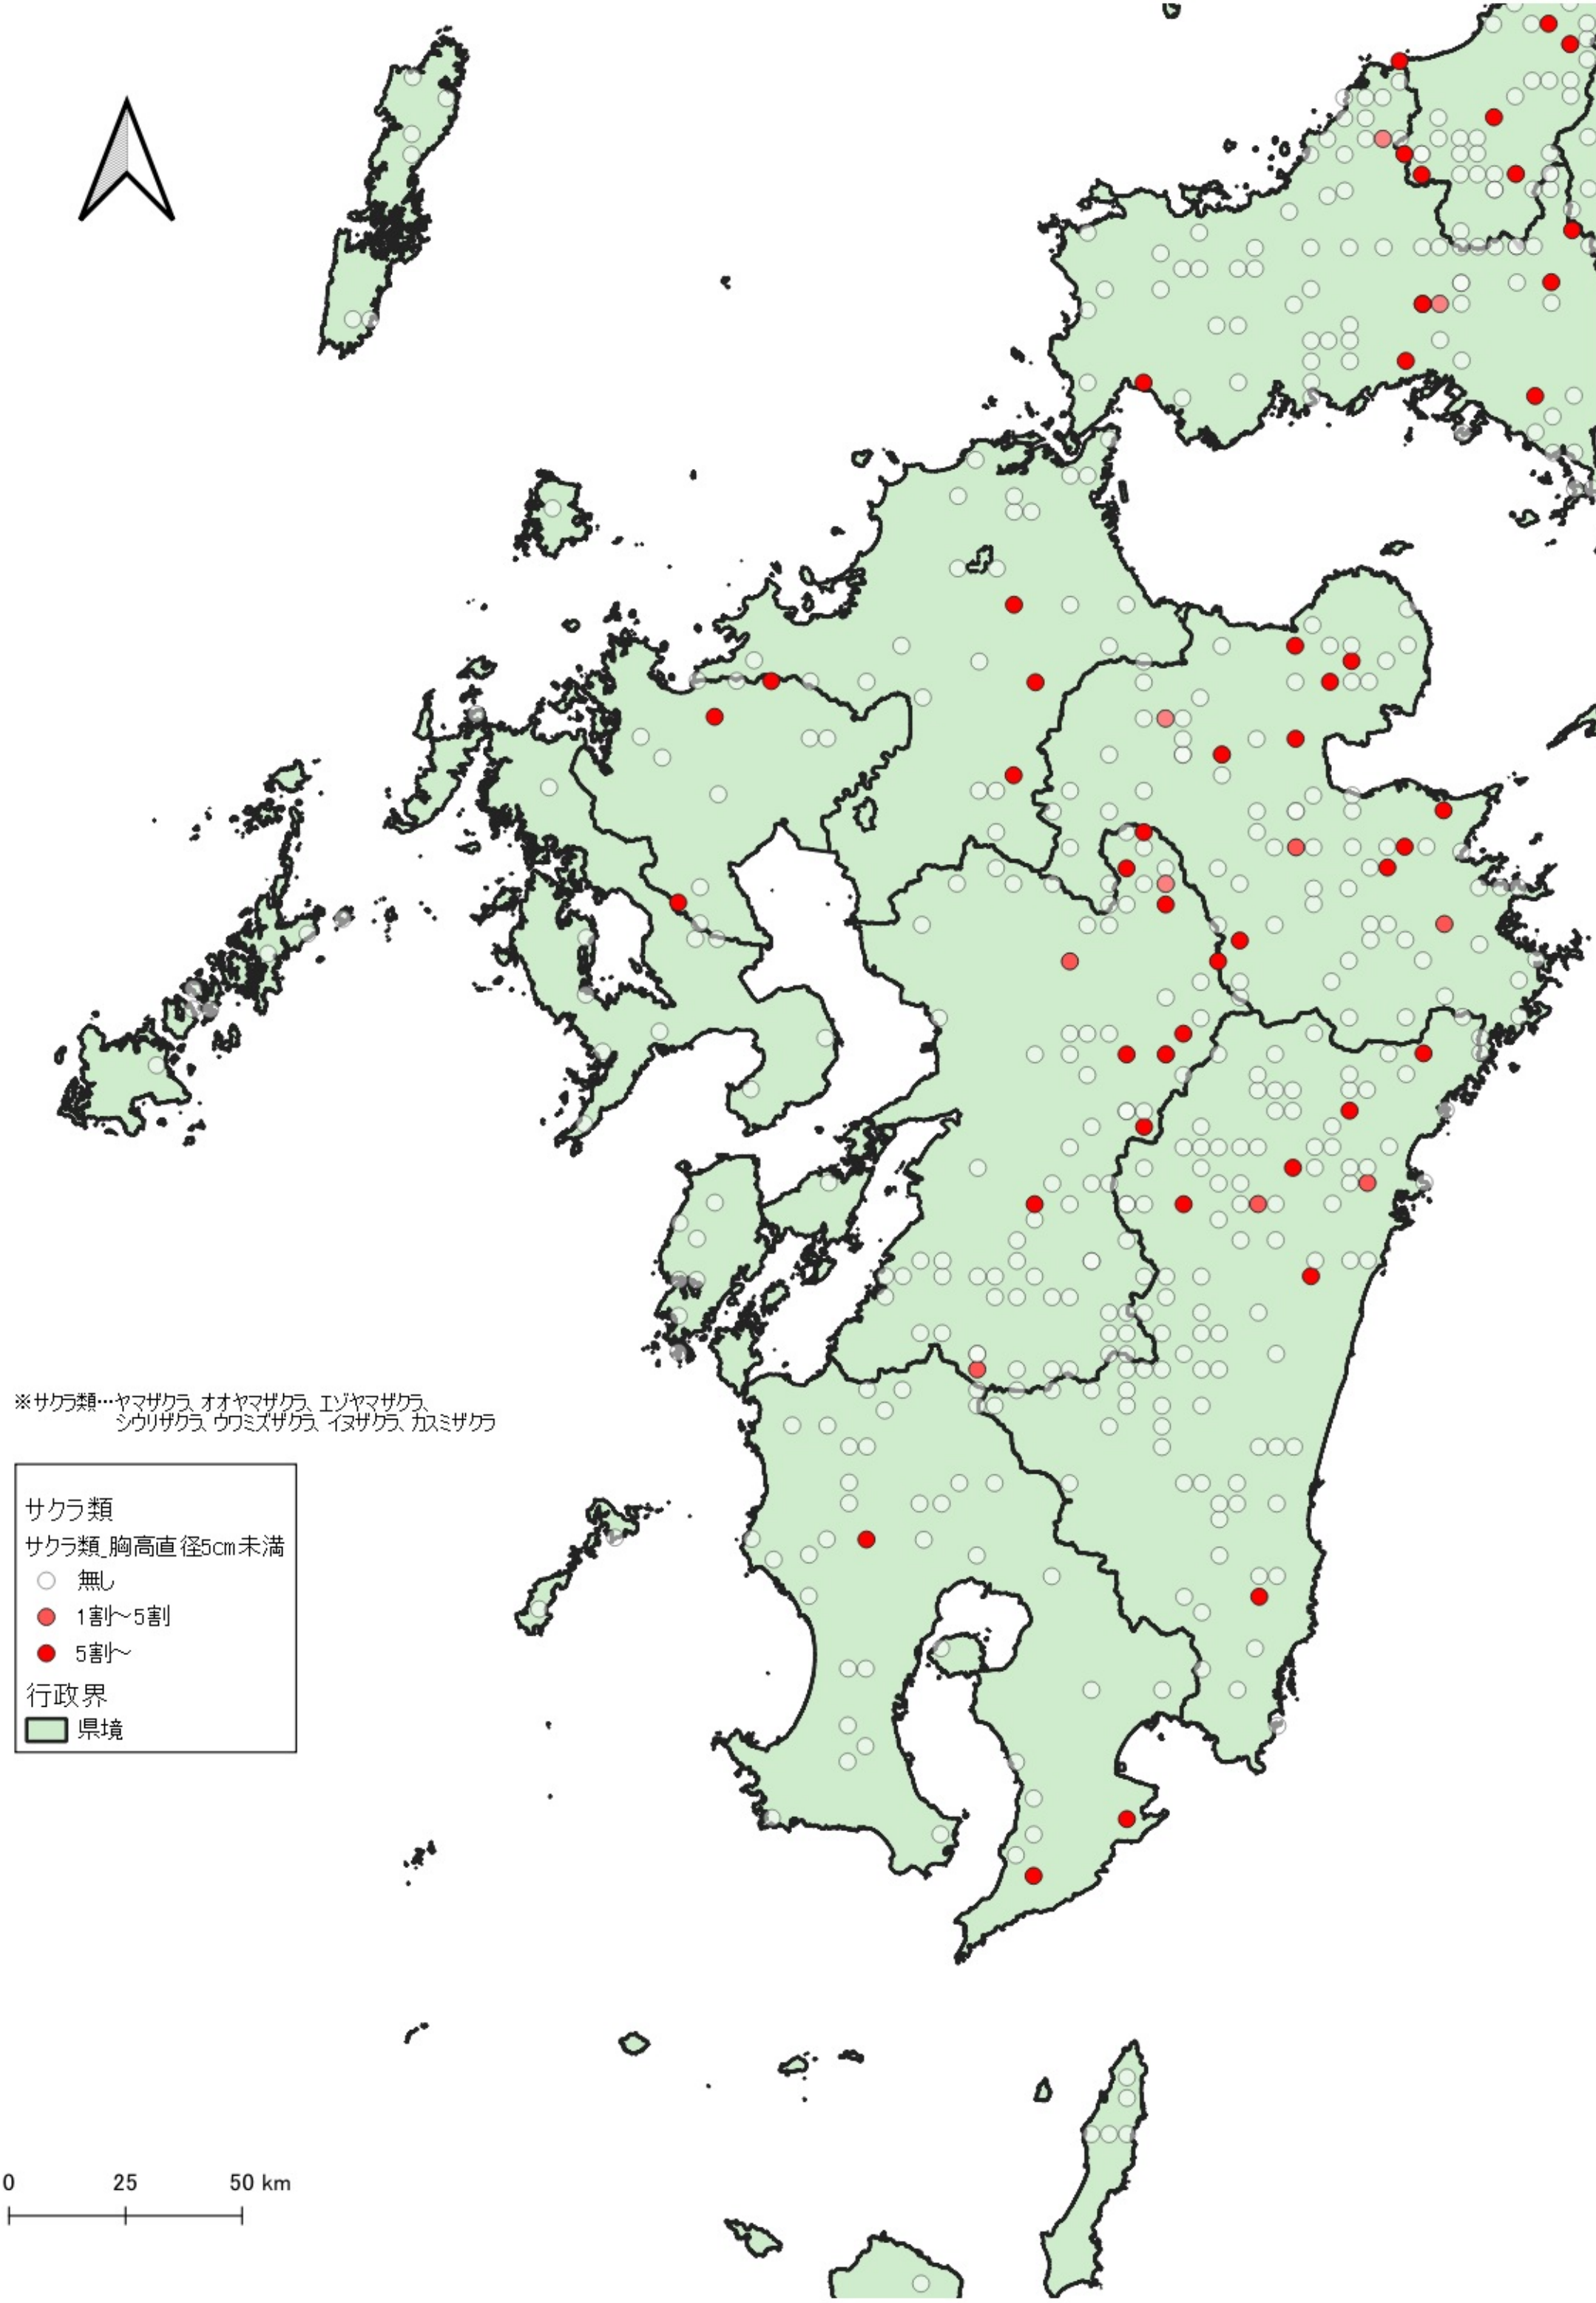 ※サクラ類…ヤマザクラ、オオヤマザクラ、エゾヤマザクラ、
シウリザクラ、ウワミズザクラ、イヌザクラ、カスミザクラ
サクラ類
サクラ類_胸高直径5cm未満
無し
1割～5割
5割～
行政界
県境
0 25 50 km